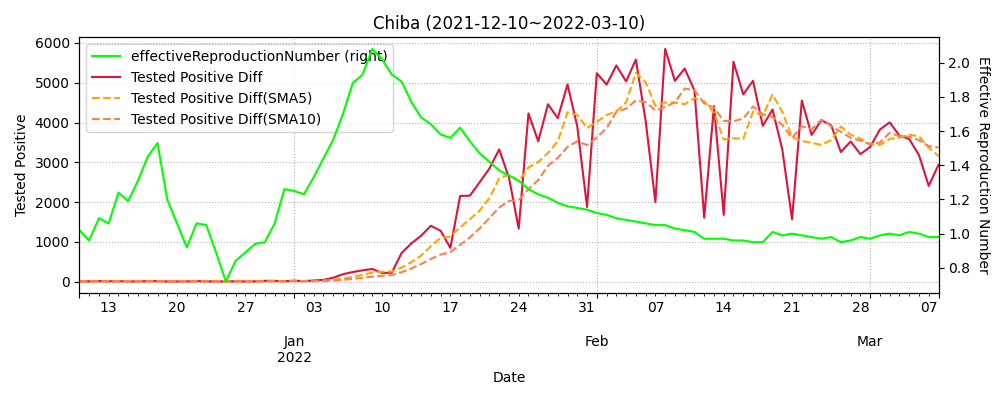 Chiba (2021-12-10~2022-03-10)
effectiveReproductionNumber (right)
Tested Positive Diff
Tested Positive Diff(SMA5)
Tested Positive Diff(SMA10)
Tested Positive
6000
5000
4000
3000
2000
1000
0
Effective Reproduction Number
2.0
1.8
1.6
1.4
1.2
1.0
0.8
13 20 27 03 10 17 24 31 07 14 21 28 07
Jan Feb Mar
2022
Date